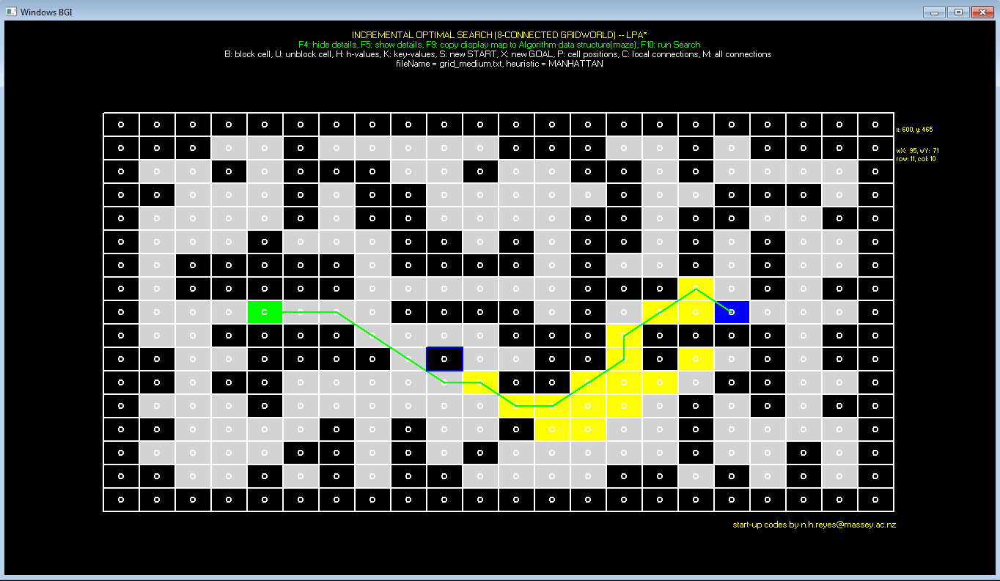 Windows BGI
INCREMENTAL OPTIMAL SEARCH (8-CONNECTED GRIDWORLD) -- LPA*
F4: hide details, F5: show details, F9: copy display map to Algorithm data structure(maze), F10: run Search
B: block cell, U: unblock cell, H: h-values, K: key-values, S: new START, X: new GOAL, P: cell positions, C: local connections, M: all connections
fileName = grid_medium.txt, heuristic = MANHATTAN
x: 600, y: 465
wX: 95, wY: 71
row: 11, col: 10
start-up codes by n.h.reyes@massey.ac.nz